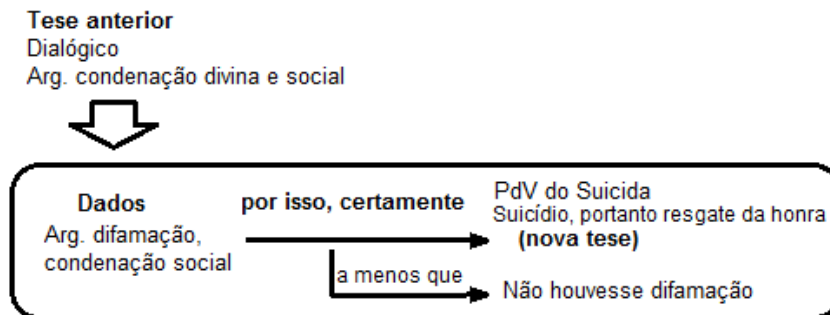 Tese anterior
Dialógico
Arg. condenação divina e social
Dados
Arg. difamação,
condenação social
por isso, certamente
a menos que
PdV do Suicida
Suicídio, portanto resgate da honra
(nova tese)
Não houvesse difamação